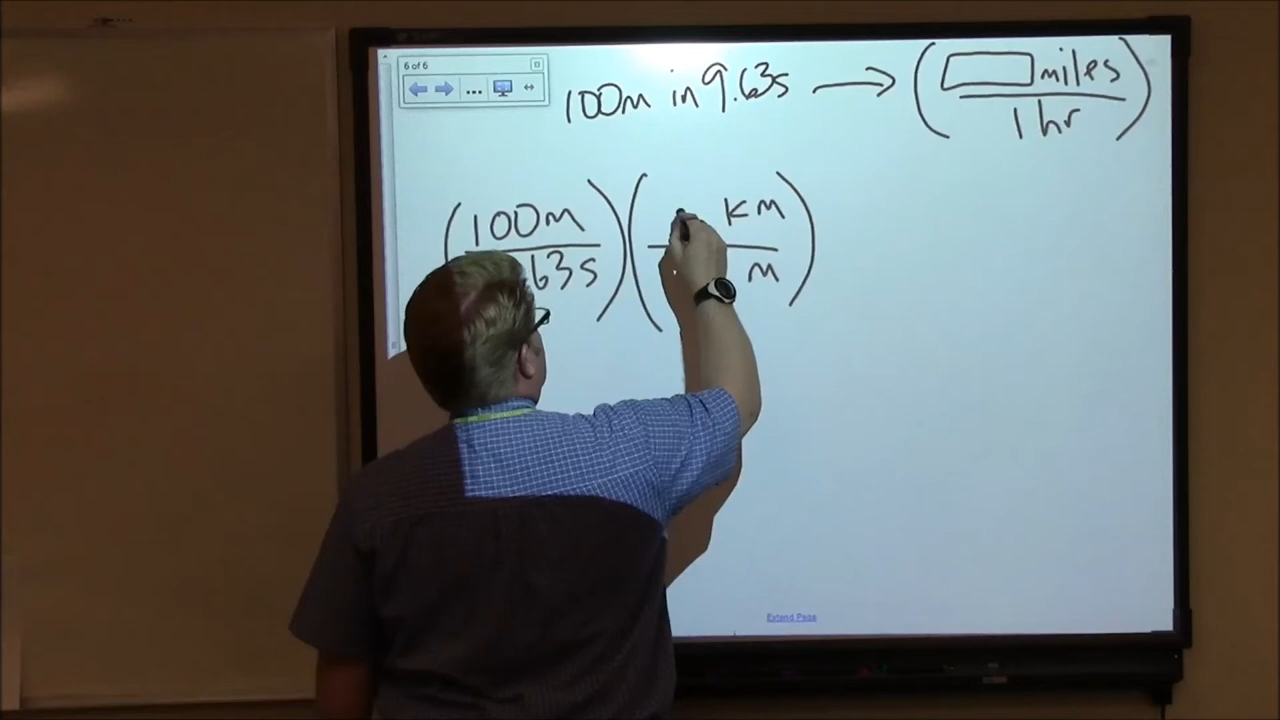 6 of 6
100m in 9.63s → ( miles
1 hr )
(100m)( km
.63s m )
Extend Page